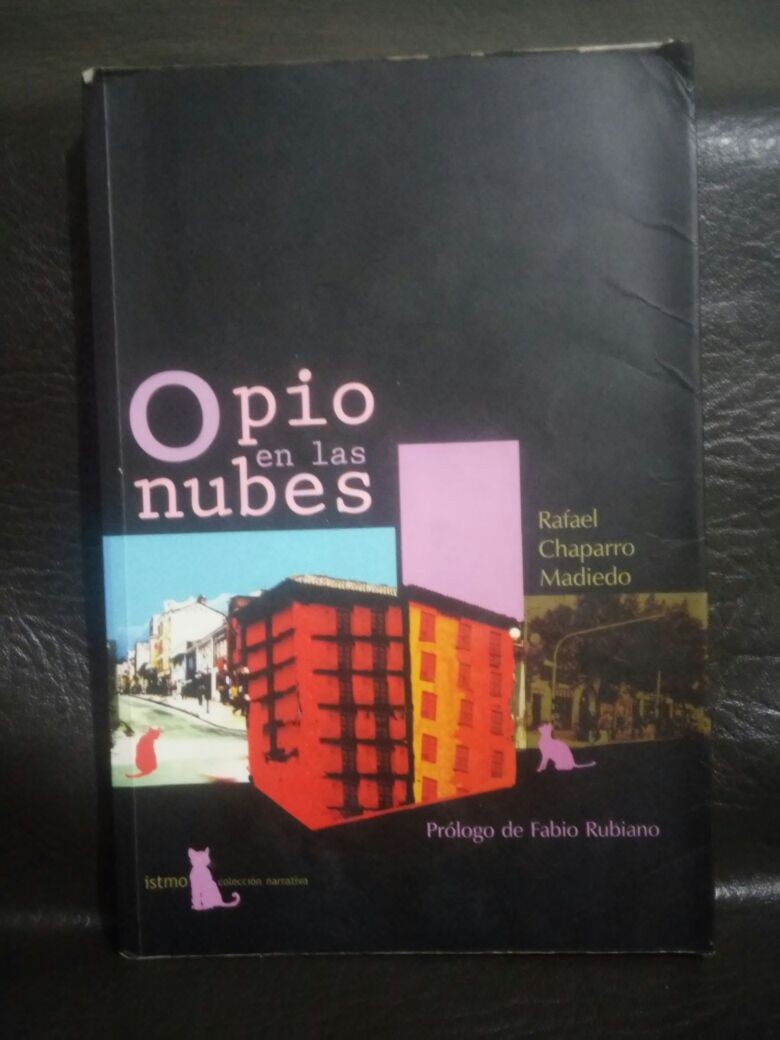 Opio
en las
nubes
Rafael
Chaparro
Madiedo
Prólogo de Fabio Rubiano
istmo colección narrativa